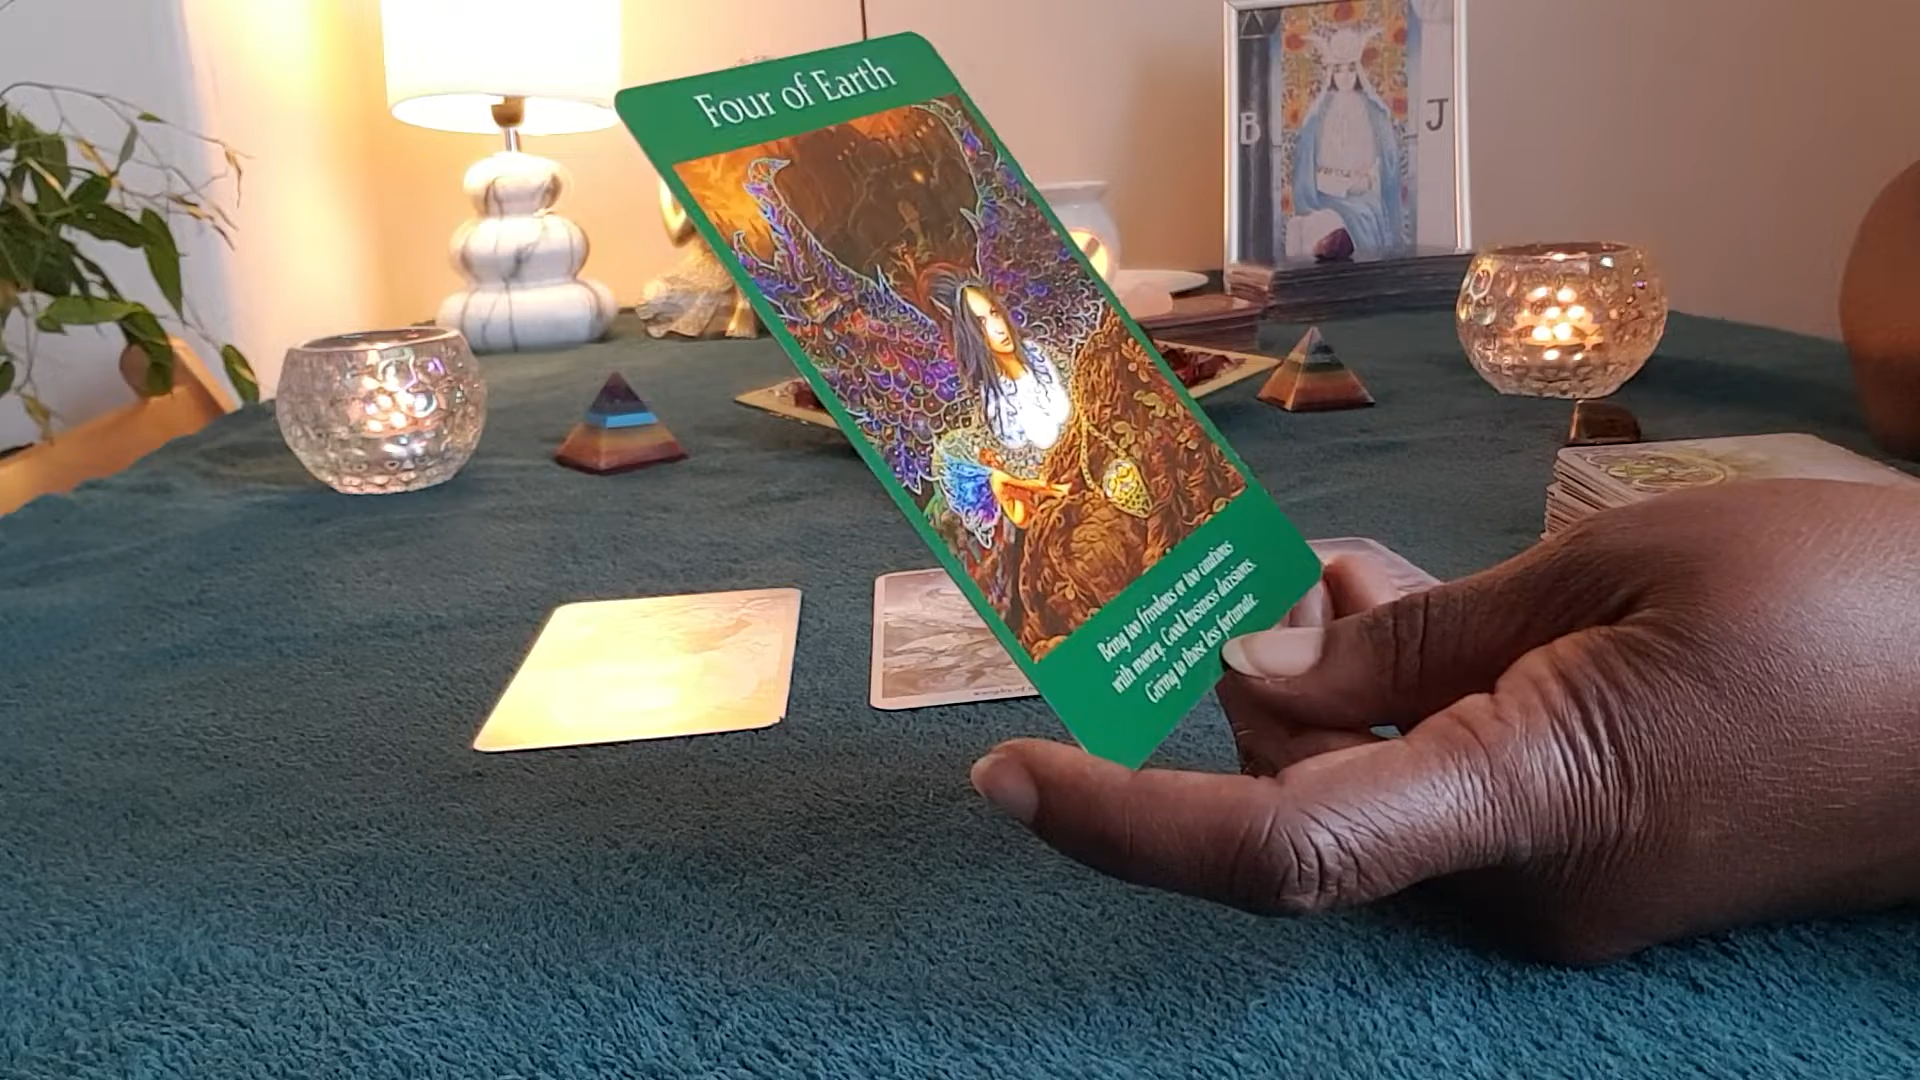 Four of Earth
B
J
Being too frivolous or too cautious
with money. Good business decisions.
Giving to those less fortunate.